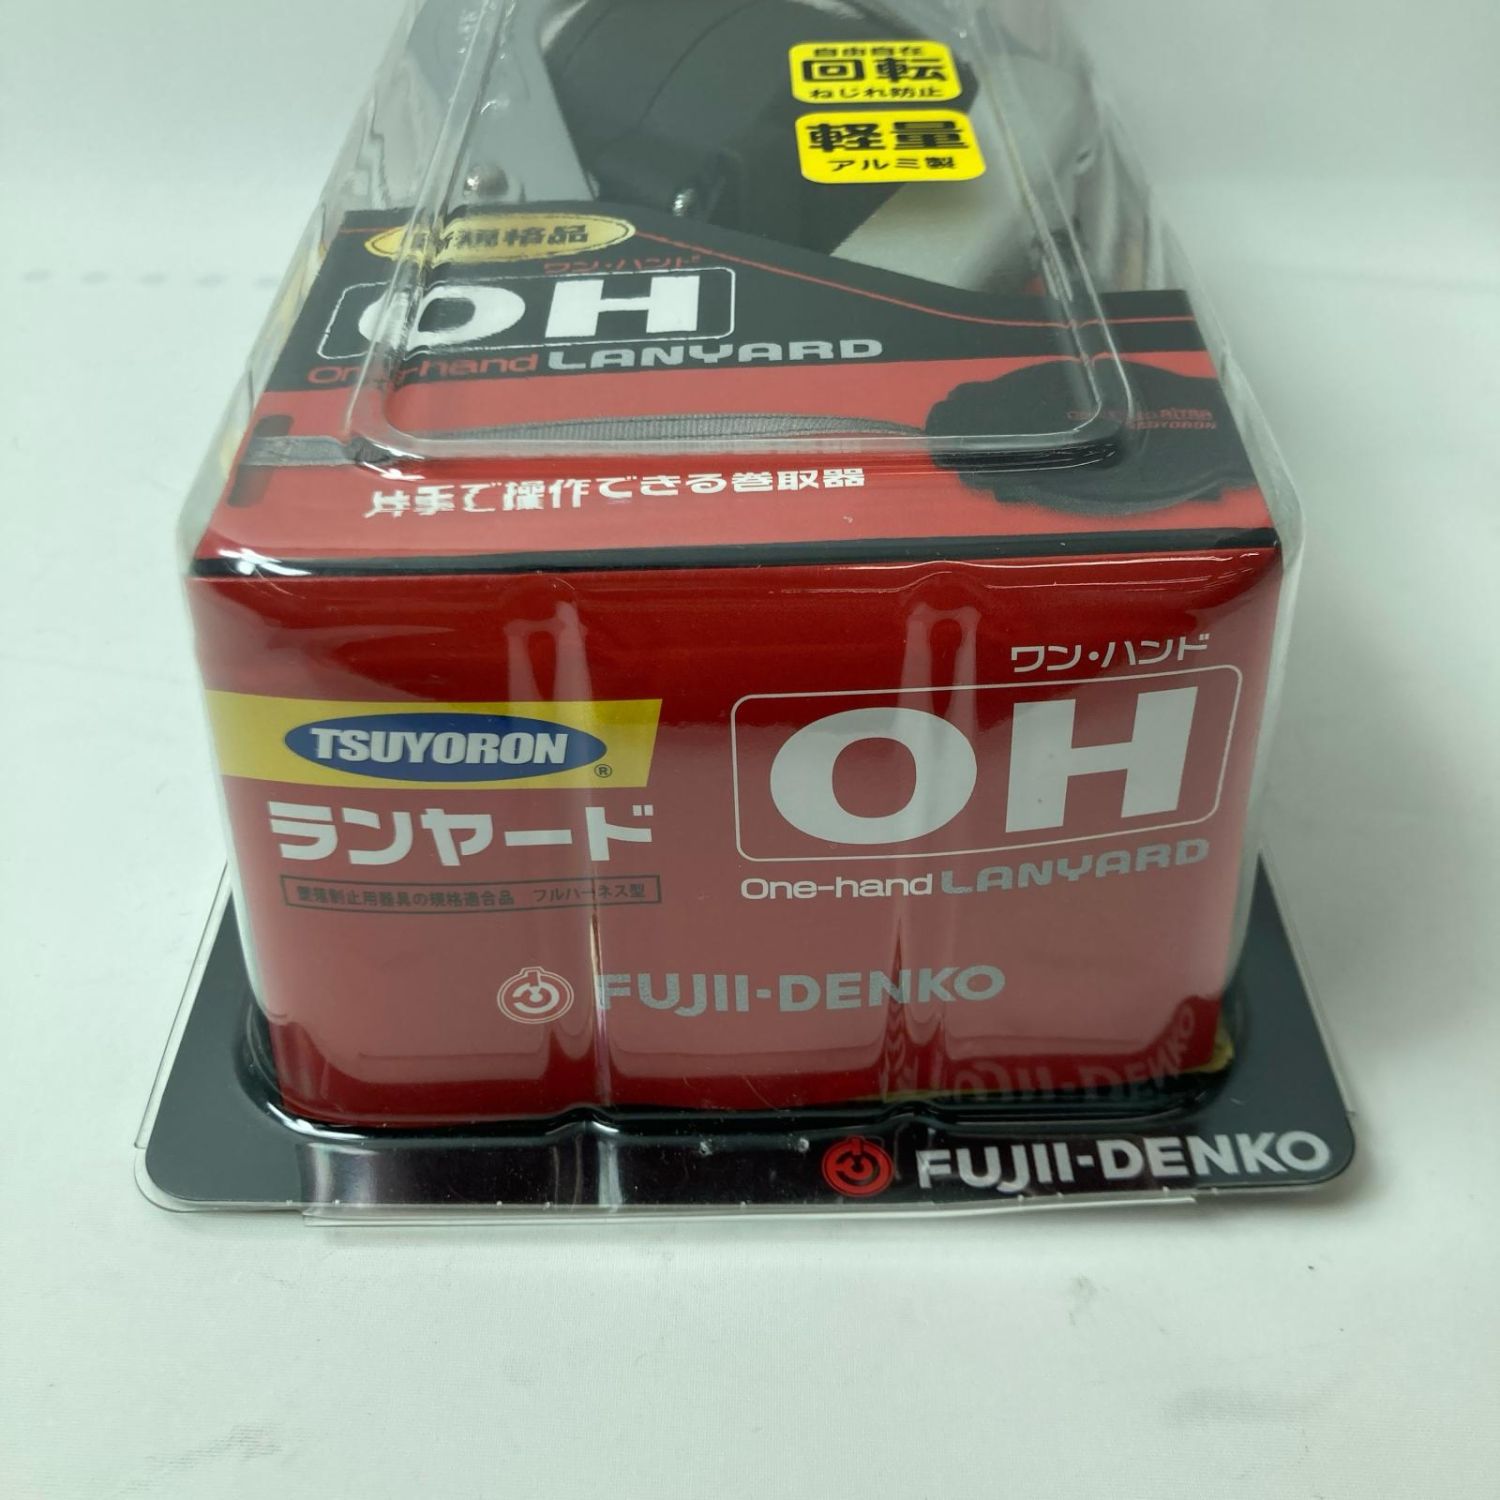 自由自在
回転
ねじれ防止
軽量
アルミ製
新規格品
ワン・ハンド
OH
One-hand LANYARD
片手で操作できる巻取器
ワン・ハンド
OH
One-hand LANYARD
TSUYORON®
ランヤード
墜落制止用器具の規格適合品 フルハーネス型
FUJII-DENKO
FUJII-DENKO